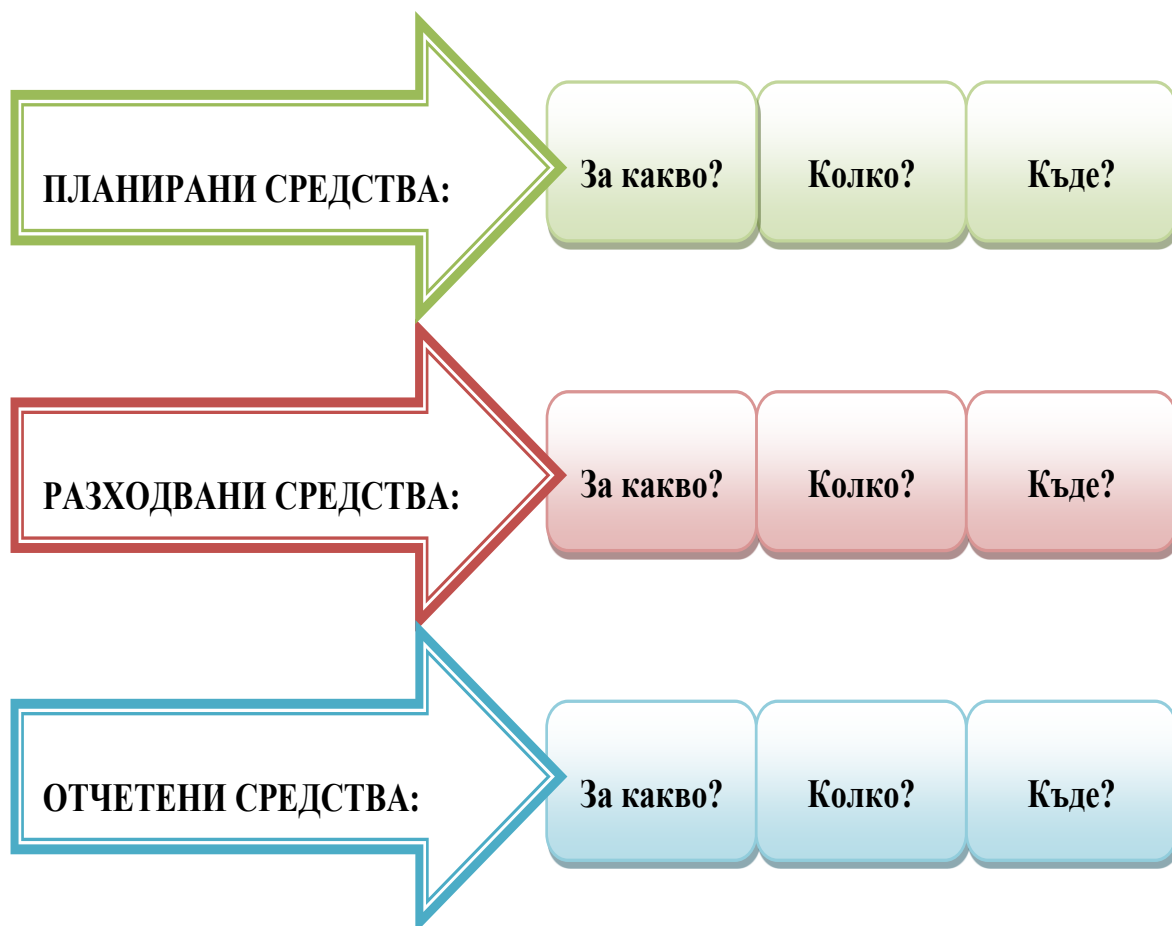 ПЛАНИРАНИ СРЕДСТВА:
За какво?
Колко?
Къде?
РАЗХОДВАНИ СРЕДСТВА:
За какво?
Колко?
Къде?
ОТЧЕТЕНИ СРЕДСТВА:
За какво?
Колко?
Къде?